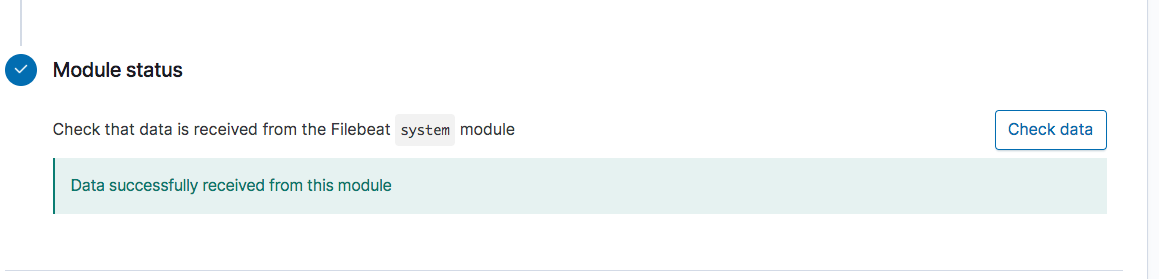 Module status
Check that data is received from the Filebeat system module
Check data
Data successfully received from this module